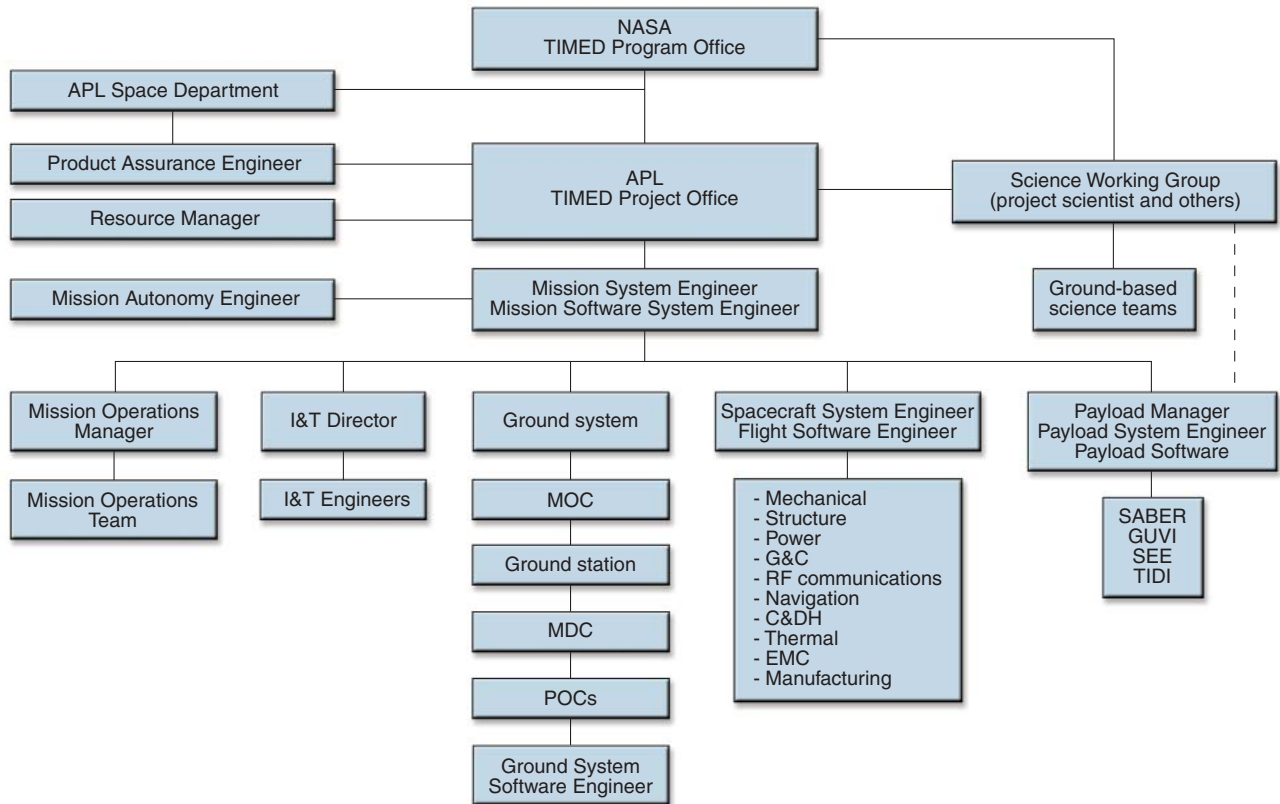 NASA
TIMED Program Office
APL Space Department
Product Assurance Engineer
APL
TIMED Project Office
Science Working Group
(project scientist and others)
Resource Manager
Mission Autonomy Engineer
Mission System Engineer
Mission Software System Engineer
Ground-based
science teams
Mission Operations
Manager
I&T Director
Ground system
Spacecraft System Engineer
Flight Software Engineer
Payload Manager
Payload System Engineer
Payload Software
Mission Operations
Team
I&T Engineers
MOC
Ground station
MDC
POCs
Ground System
Software Engineer
- Mechanical
- Structure
- Power
- G&C
- RF communications
- Navigation
- C&DH
- Thermal
- EMC
- Manufacturing
SABER
GUVI
SEE
TIDI